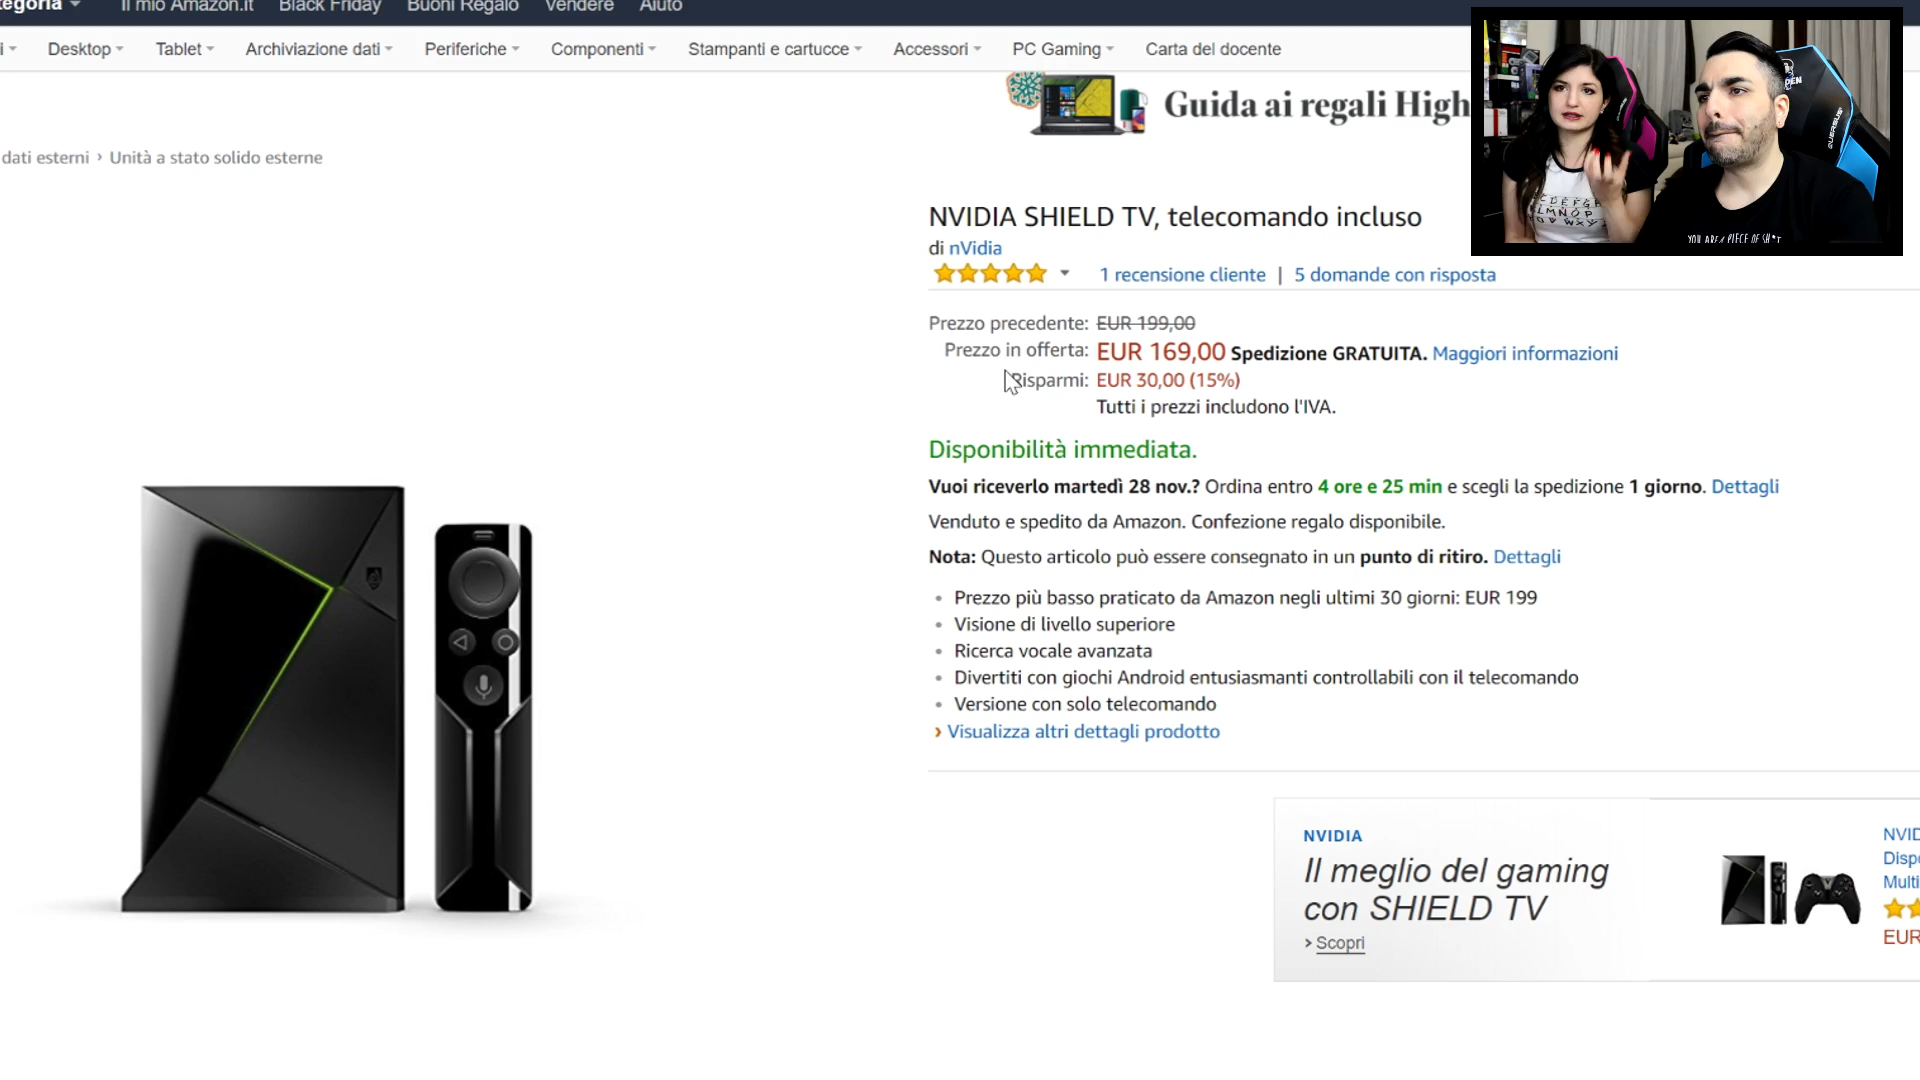 Il mio Amazon.it Black Friday Buoni Regalo Vendere Aiuto
Desktop Tablet Archiviazione dati Periferiche Componenti Stampanti e cartucce Accessori PC Gaming Carta del docente
Guida ai regali High
dati esterni › Unità a stato solido esterne
NVIDIA SHIELD TV, telecomando incluso
di nVidia
1 recensione cliente | 5 domande con risposta
Prezzo precedente: EUR 199,00
Prezzo in offerta: EUR 169,00 Spedizione GRATUITA. Maggiori informazioni
Risparmi: EUR 30,00 (15%)
Tutti i prezzi includono l'IVA.
Disponibilità immediata.
Vuoi riceverlo martedì 28 nov.? Ordina entro 4 ore e 25 min e scegli la spedizione 1 giorno. Dettagli
Venduto e spedito da Amazon. Confezione regalo disponibile.
Nota: Questo articolo può essere consegnato in un punto di ritiro. Dettagli
Prezzo più basso praticato da Amazon negli ultimi 30 giorni: EUR 199
Visione di livello superiore
Ricerca vocale avanzata
Divertiti con giochi Android entusiasmanti controllabili con il telecomando
Versione con solo telecomando
› Visualizza altri dettagli prodotto
NVIDIA
Il meglio del gaming
con SHIELD TV
› Scopri
NVID
Disp
Multi
EUR
YOU ARE A PIECE OF SH*T